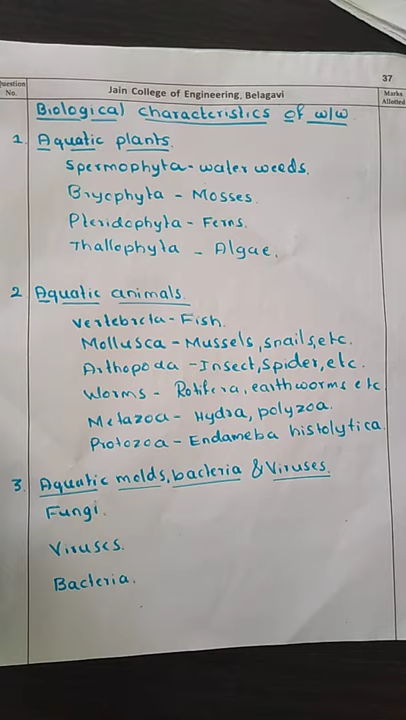 37
Question No.
Jain College of Engineering, Belagavi
Marks Allotted
Biological characteristics of w/w
1. Aquatic plants.
Spermophyta - water weeds.
Bryophyta - Mosses.
Pteridophyta - Ferns.
Thallophyta - Algae.
2 Aquatic animals.
Vertebrata - Fish.
Mollusca - Mussels, snails, etc.
Arthopoda - Insect, Spider, etc.
Worms - Rotifera, earthworms etc
Metazoa - Hydra, polyzoa.
Protozoa - Endameba histolytica.
3. Aquatic molds, bacteria & Viruses.
Fungi.
Viruses.
Bacteria.